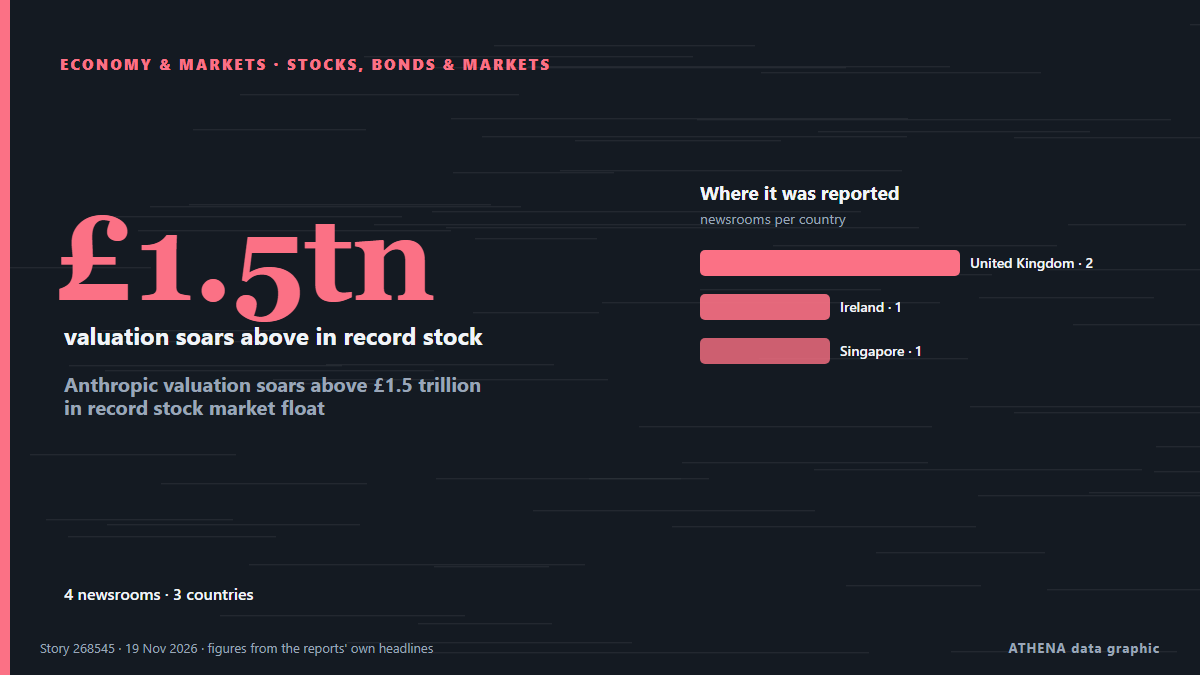 ECONOMY & MARKETS · STOCKS, BONDS & MARKETS
£1.5tn
valuation soars above in record stock
Anthropic valuation soars above £1.5 trillion
in record stock market float
Where it was reported
newsrooms per country
United Kingdom · 2
Ireland · 1
Singapore · 1
4 newsrooms · 3 countries
Story 268545 · 19 Nov 2026 · figures from the reports' own headlines
ATHENA data graphic